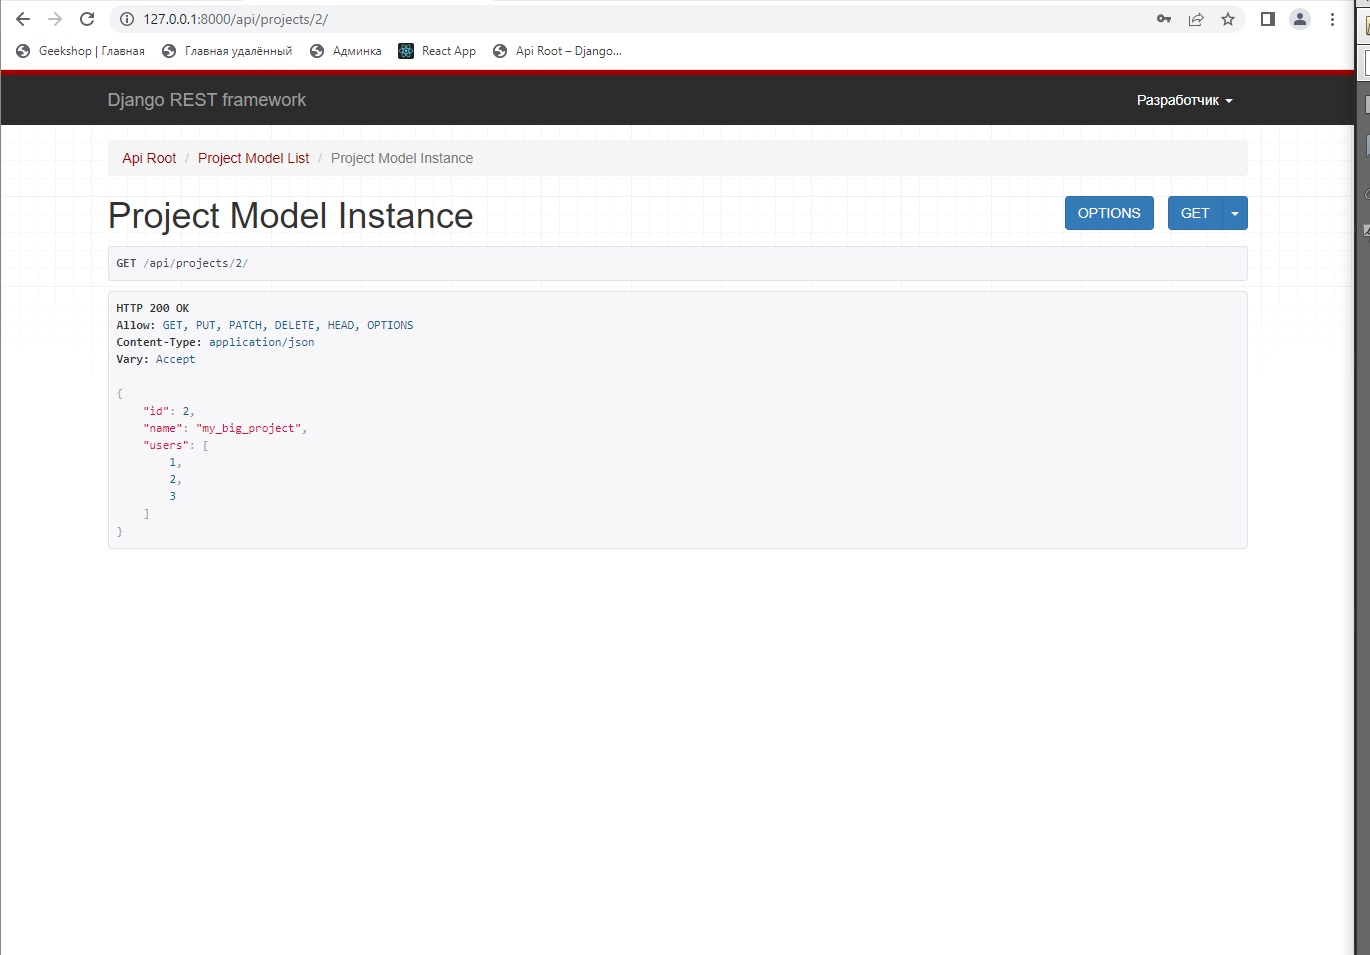 127.0.0.1:8000/api/projects/2/
Geekshop | Главная Главная удалённый Админка React App Api Root – Django...
Django REST framework Разработчик
Api Root / Project Model List / Project Model Instance
Project Model Instance OPTIONS GET
GET /api/projects/2/
HTTP 200 OK
Allow: GET, PUT, PATCH, DELETE, HEAD, OPTIONS
Content-Type: application/json
Vary: Accept
{
"id": 2,
"name": "my_big_project",
"users": [
1,
2,
3
]
}